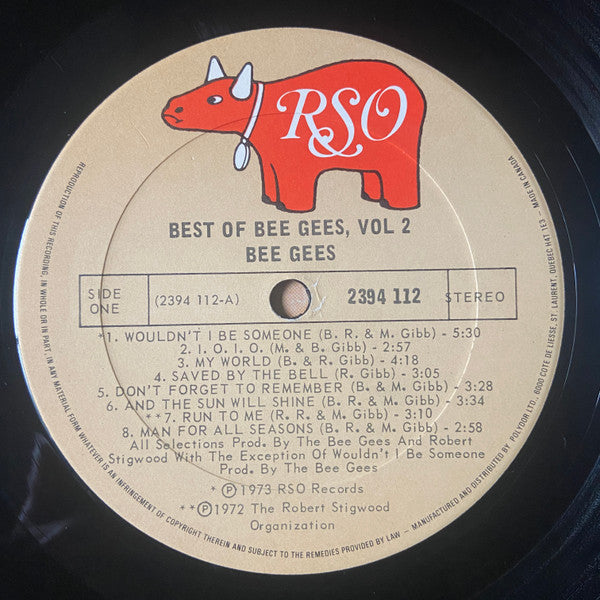 RSO
BEST OF BEE GEES, VOL 2
BEE GEES
SIDE ONE
(2394 112-A)
2394 112
STEREO
*1. WOULDN'T I BE SOMEONE (B. R. & M. Gibb) - 5:30
2. I. O. I. O. (M. & B. Gibb) - 2:57
3. MY WORLD (B. & R. Gibb) - 4:18
4. SAVED BY THE BELL (R. Gibb) - 3:05
5. DON'T FORGET TO REMEMBER (B. & M. Gibb) - 3:28
6. AND THE SUN WILL SHINE (B. R. & M. Gibb) - 3:34
**7. RUN TO ME (R. R. & M. Gibb) - 3:10
8. MAN FOR ALL SEASONS (B. R. & M. Gibb) - 2:58
All Selections Prod. By The Bee Gees And Robert
Stigwood With The Exception Of Wouldn't I Be Someone
Prod. By The Bee Gees
* Ⓟ1973 RSO Records
**Ⓟ1972 The Robert Stigwood
Organization
REPRODUCTION OF THIS RECORDING, IN WHOLE OR IN PART, IN ANY MATERIAL FORM WHATEVER IS AN INFRINGEMENT OF COPYRIGHT THEREIN AND SUBJECT TO THE REMEDIES PROVIDED BY LAW – MANUFACTURED AND DISTRIBUTED BY POLYDOR LTD., 6000 COTE DE LIESSE, ST. LAURENT, QUEBEC H4T 1E3 – MADE IN CANADA